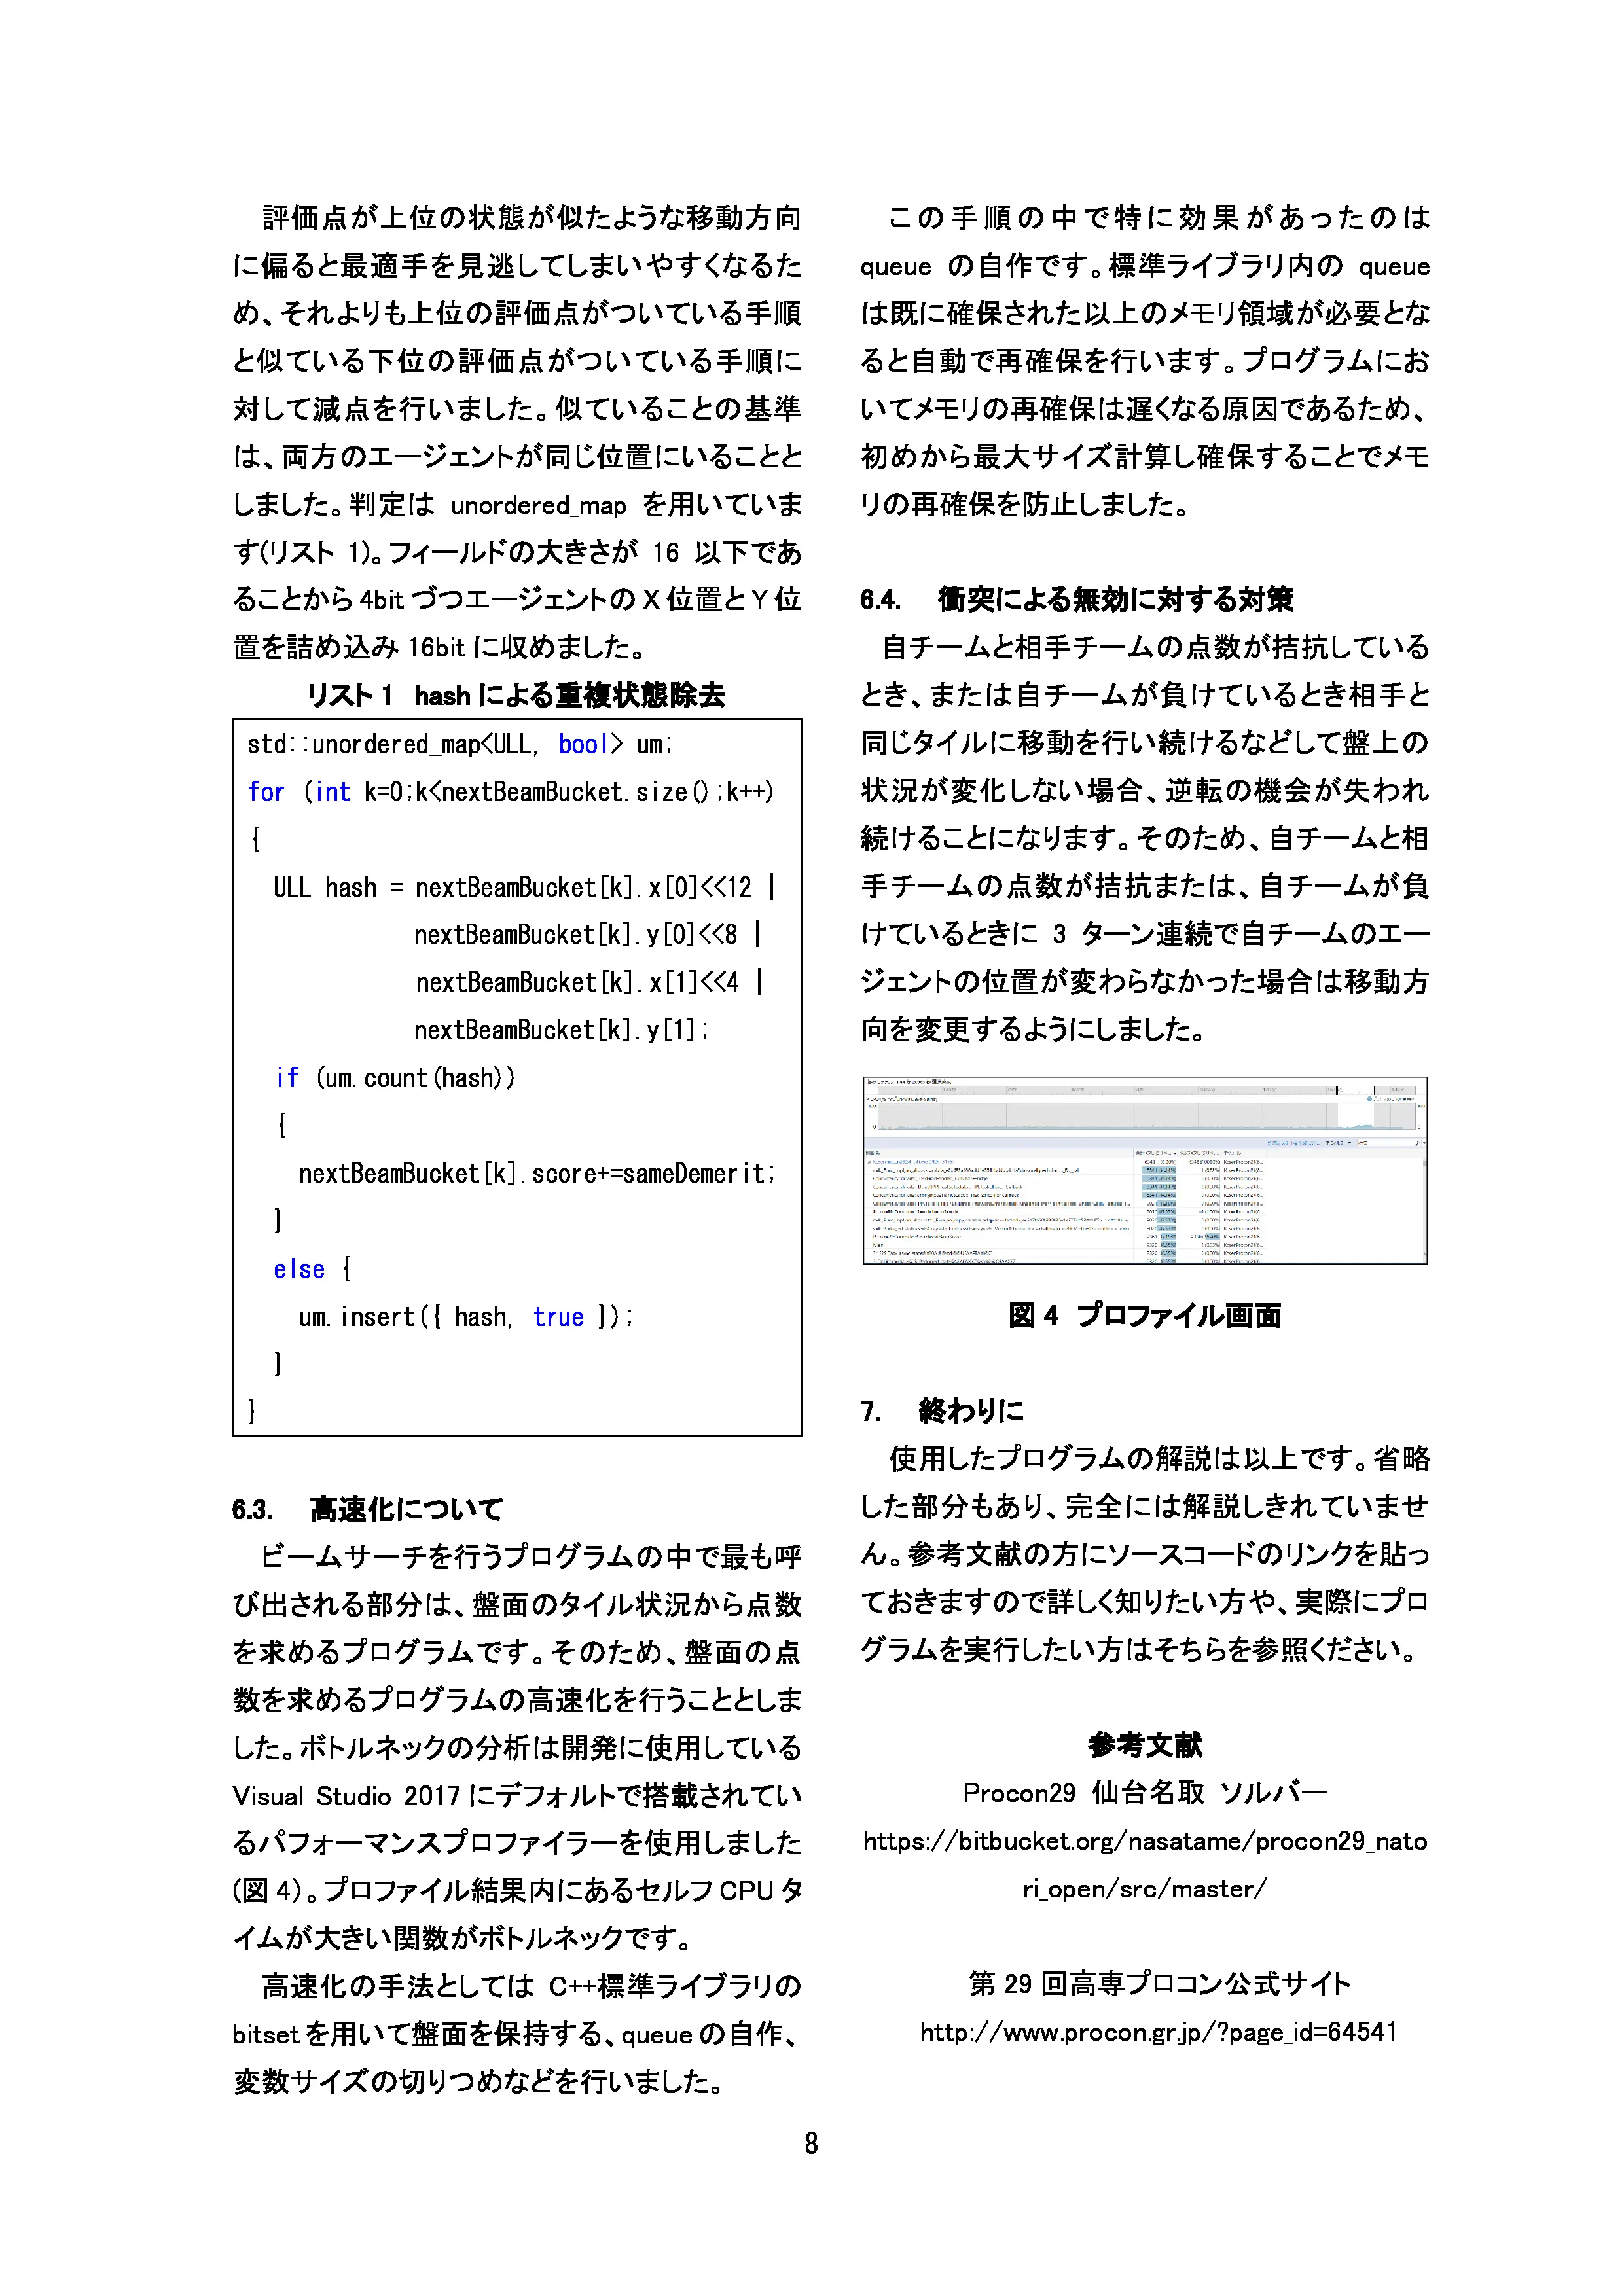 評価点が上位の状態が似たような移動方向
に偏ると最適手を見逃してしまいやすくなるた
め、それよりも上位の評価点がついている手順
と似ている下位の評価点がついている手順に
対して減点を行いました。似ていることの基準
は、両方のエージェントが同じ位置にいることと
しました。判定は unordered_map を用いていま
す(リスト 1)。フィールドの大きさが 16 以下であ
ることから 4bit づつエージェントの X 位置と Y 位
置を詰め込み 16bit に収めました。
リスト 1 hash による重複状態除去
std::unordered_map<ULL, bool> um;
for (int k=0;k<nextBeamBucket.size();k++)
{
ULL hash = nextBeamBucket[k].x[0]<<12 |
nextBeamBucket[k].y[0]<<8 |
nextBeamBucket[k].x[1]<<4 |
nextBeamBucket[k].y[1];
if (um.count(hash))
{
nextBeamBucket[k].score+=sameDemerit;
}
else {
um.insert({ hash, true });
}
}
6.3. 高速化について
ビームサーチを行うプログラムの中で最も呼
び出される部分は、盤面のタイル状況から点数
を求めるプログラムです。そのため、盤面の点
数を求めるプログラムの高速化を行うこととしま
した。ボトルネックの分析は開発に使用している
Visual Studio 2017 にデフォルトで搭載されてい
るパフォーマンスプロファイラーを使用しました
(図 4)。プロファイル結果内にあるセルフ CPU タ
イムが大きい関数がボトルネックです。
高速化の手法としては C++標準ライブラリの
bitset を用いて盤面を保持する、queue の自作、
変数サイズの切りつめなどを行いました。
この手順の中で特に効果があったのは
queue の自作です。標準ライブラリ内の queue
は既に確保された以上のメモリ領域が必要とな
ると自動で再確保を行います。プログラムにお
いてメモリの再確保は遅くなる原因であるため、
初めから最大サイズ計算し確保することでメモ
リの再確保を防止しました。
6.4. 衝突による無効に対する対策
自チームと相手チームの点数が拮抗している
とき、または自チームが負けているとき相手と
同じタイルに移動を行い続けるなどして盤上の
状況が変化しない場合、逆転の機会が失われ
続けることになります。そのため、自チームと相
手チームの点数が拮抗または、自チームが負
けているときに 3 ターン連続で自チームのエー
ジェントの位置が変わらなかった場合は移動方
向を変更するようにしました。
図 4 プロファイル画面
7. 終わりに
使用したプログラムの解説は以上です。省略
した部分もあり、完全には解説しきれていませ
ん。参考文献の方にソースコードのリンクを貼っ
ておきますので詳しく知りたい方や、実際にプロ
グラムを実行したい方はそちらを参照ください。
参考文献
Procon29 仙台名取 ソルバー
https://bitbucket.org/nasatame/procon29_nato
ri_open/src/master/
第 29 回高専プロコン公式サイト
http://www.procon.gr.jp/?page_id=64541
8